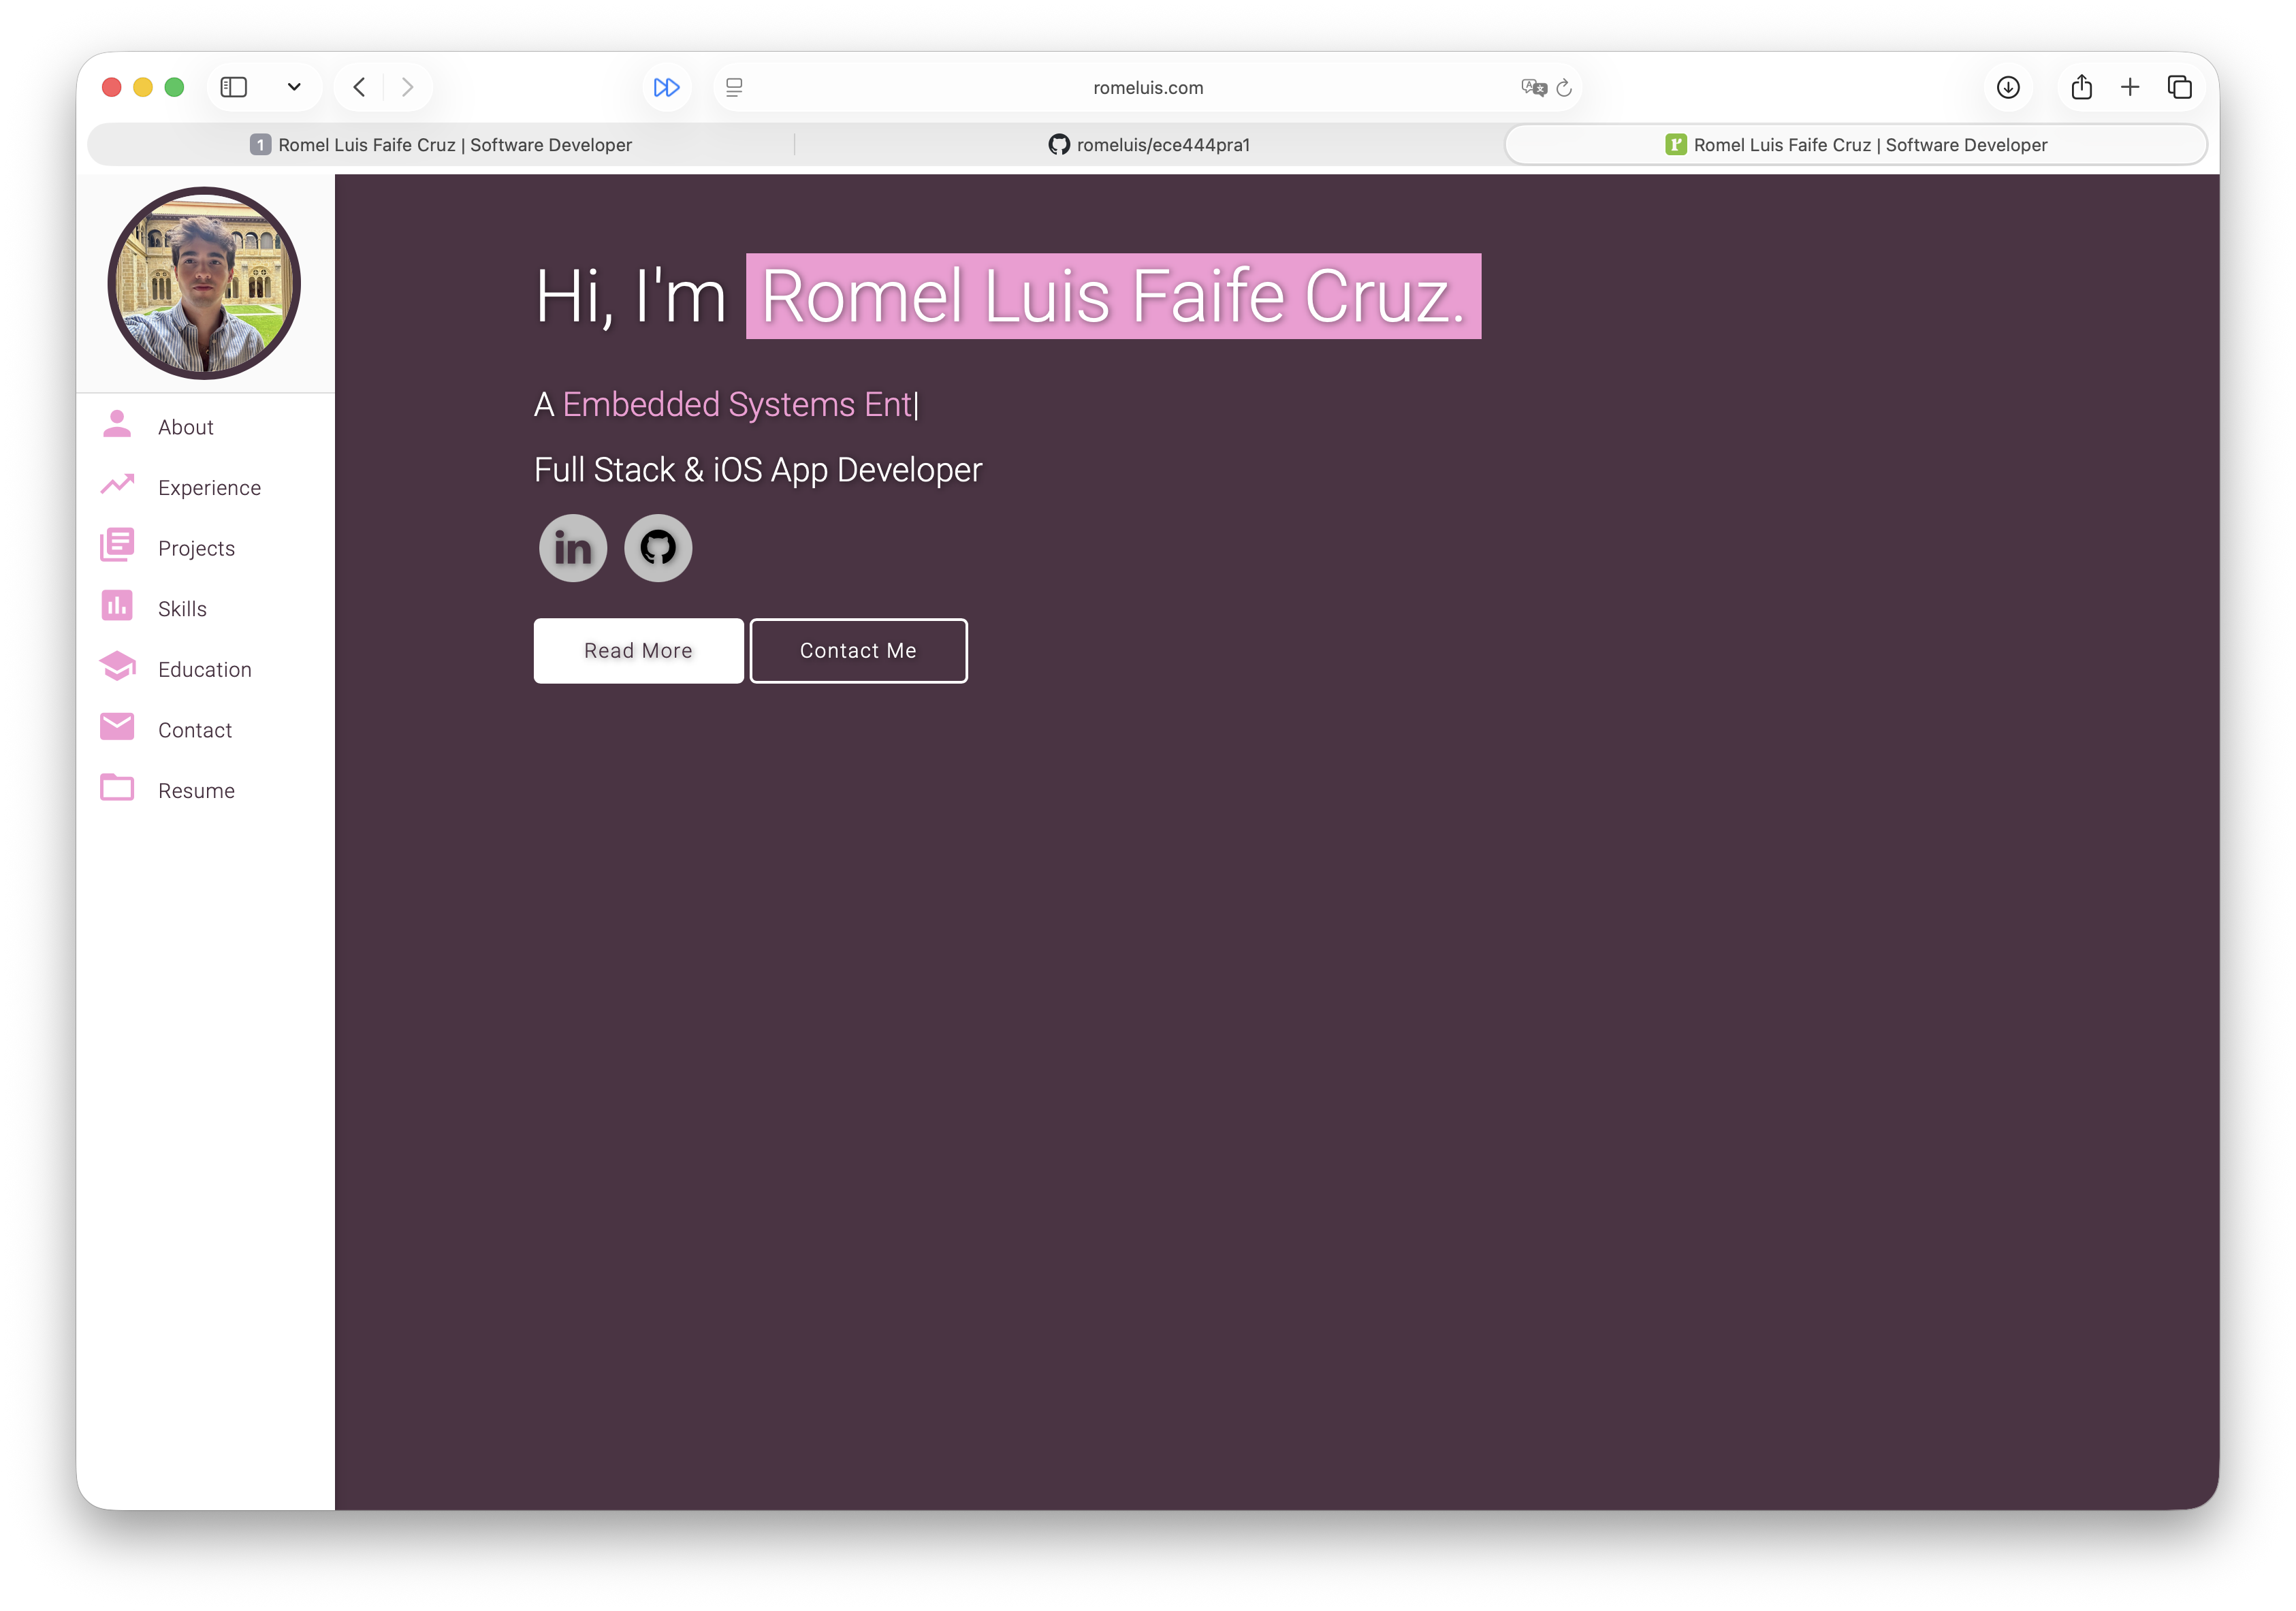 romeluis.com
1 Romel Luis Faife Cruz | Software Developer
romeluis/ece444pra1
r Romel Luis Faife Cruz | Software Developer
Hi, I'm Romel Luis Faife Cruz.
A Embedded Systems Ent|
Full Stack & iOS App Developer
in
Read More
Contact Me
About
Experience
Projects
Skills
Education
Contact
Resume